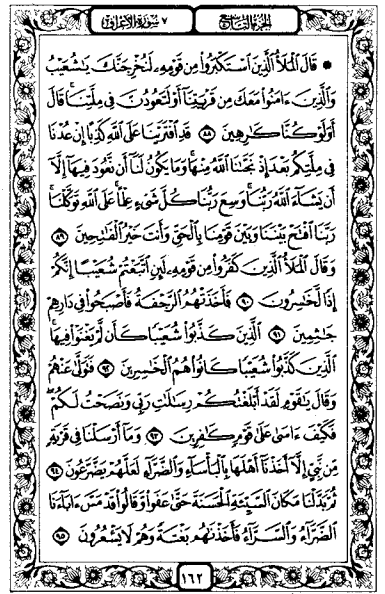 سورة الأعراف ٧
الجزء التاسع
قَالَ ٱلْمَلَأُ ٱلَّذِينَ ٱسْتَكْبَرُوا۟ مِن قَوْمِهِۦ لَنُخْرِجَنَّكَ يَـٰشُعَيْبُ
وَٱلَّذِينَ ءَامَنُوا۟ مَعَكَ مِن قَرْيَتِنَآ أَوْ لَتَعُودُنَّ فِى مِلَّتِنَا ۚ قَالَ
أَوَلَوْ كُنَّا كَـٰرِهِينَ ٨٨ قَدِ ٱفْتَرَيْنَا عَلَى ٱللَّهِ كَذِبًا إِنْ عُدْنَا
فِى مِلَّتِكُم بَعْدَ إِذْ نَجَّىٰنَا ٱللَّهُ مِنْهَا ۚ وَمَا يَكُونُ لَنَآ أَن نَّعُودَ فِيهَآ إِلَّآ
أَن يَشَآءَ ٱللَّهُ رَبُّنَا ۚ وَسِعَ رَبُّنَا كُلَّ شَىْءٍ عِلْمًا ۚ عَلَى ٱللَّهِ تَوَكَّلْنَا ۚ
رَبَّنَا ٱفْتَحْ بَيْنَنَا وَبَيْنَ قَوْمِنَا بِٱلْحَقِّ وَأَنتَ خَيْرُ ٱلْفَـٰتِحِينَ ٨٩
وَقَالَ ٱلْمَلَأُ ٱلَّذِينَ كَفَرُوا۟ مِن قَوْمِهِۦ لَئِنِ ٱتَّبَعْتُمْ شُعَيْبًا إِنَّكُمْ
إِذًا لَّخَـٰسِرُونَ ٩٠ فَأَخَذَتْهُمُ ٱلرَّجْفَةُ فَأَصْبَحُوا۟ فِى دَارِهِمْ
جَـٰثِمِينَ ٩١ ٱلَّذِينَ كَذَّبُوا۟ شُعَيْبًا كَأَن لَّمْ يَغْنَوْا۟ فِيهَا ۚ
ٱلَّذِينَ كَذَّبُوا۟ شُعَيْبًا كَانُوا۟ هُمُ ٱلْخَـٰسِرِينَ ٩٢ فَتَوَلَّىٰ عَنْهُمْ
وَقَالَ يَـٰقَوْمِ لَقَدْ أَبْلَغْتُكُمْ رِسَـٰلَـٰتِ رَبِّى وَنَصَحْتُ لَكُمْ ۖ
فَكَيْفَ ءَاسَىٰ عَلَىٰ قَوْمٍ كَـٰفِرِينَ ٩٣ وَمَآ أَرْسَلْنَا فِى قَرْيَةٍ
مِّن نَّبِىٍّ إِلَّآ أَخَذْنَآ أَهْلَهَا بِٱلْبَأْسَآءِ وَٱلضَّرَّآءِ لَعَلَّهُمْ يَضَّرَّعُونَ ٩٤
ثُمَّ بَدَّلْنَا مَكَانَ ٱلسَّيِّئَةِ ٱلْحَسَنَةَ حَتَّىٰ عَفَوا۟ وَّقَالُوا۟ قَدْ مَسَّ ءَابَآءَنَا
ٱلضَّرَّآءُ وَٱلسَّرَّآءُ فَأَخَذْنَـٰهُم بَغْتَةً وَهُمْ لَا يَشْعُرُونَ ٩٥
١٦٢